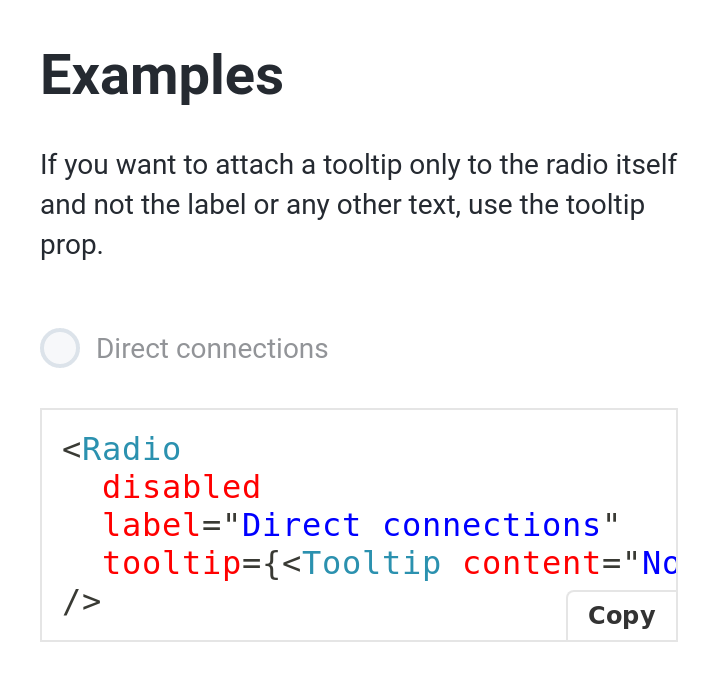 Examples
If you want to attach a tooltip only to the radio itself
and not the label or any other text, use the tooltip
prop.
Direct connections
<Radio
  disabled
  label="Direct connections"
  tooltip={<Tooltip content="No
/>
Copy